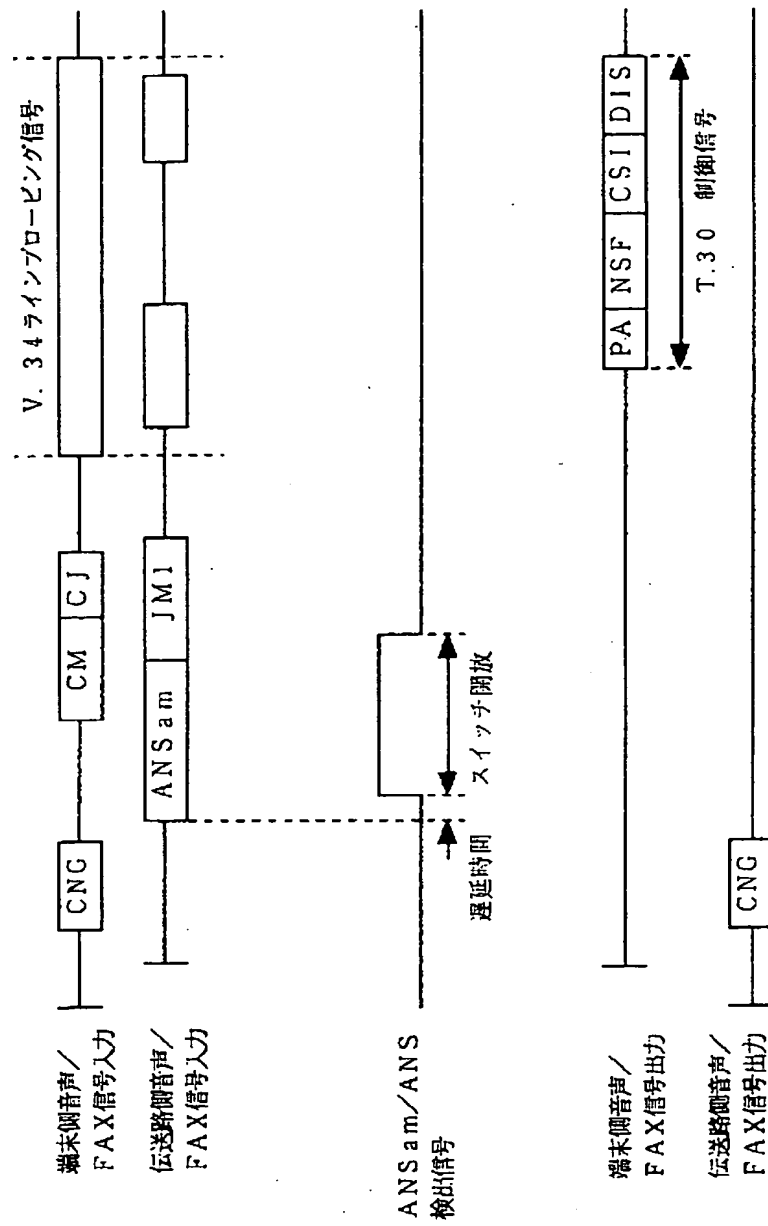 端末側音声／
FAX信号入力
CNG
CM
CJ
V.34ラインプロービング信号
伝送路側音声／
FAX信号入力
ANSam
JM1
ANSam／ANS
検出信号
遅延時間
スイッチ開放
端末側音声／
FAX信号出力
PA
NSF
CSI
DIS
T.30 制御信号
伝送路側音声／
FAX信号出力
CNG